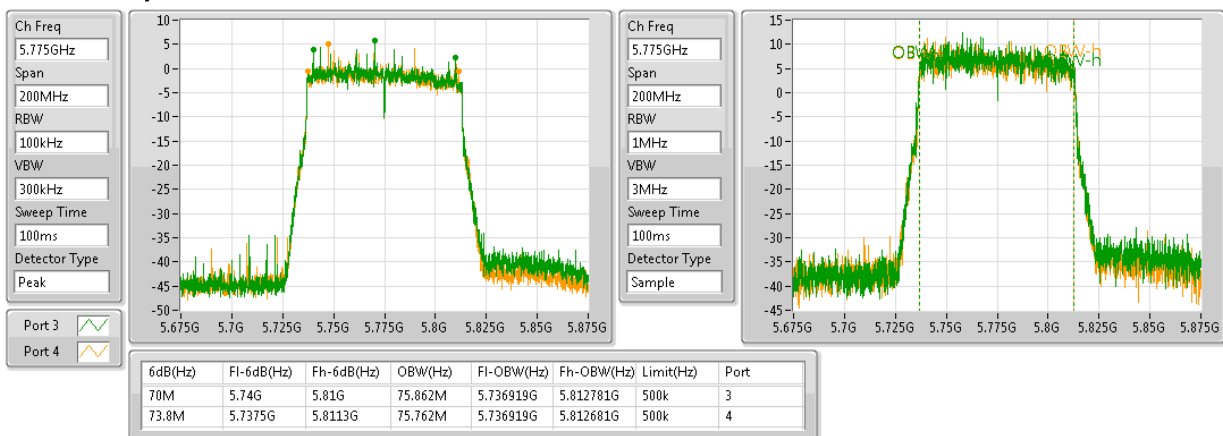 Ch Freq
5.775GHz
Span
200MHz
RBW
100kHz
VBW
300kHz
Sweep Time
100ms
Detector Type
Peak
Port 3
Port 4
10
5
0
-5
-10
-15
-20
-25
-30
-35
-40
-45
-50
5.675G 5.7G 5.725G 5.75G 5.775G 5.8G 5.825G 5.85G 5.875G
Ch Freq
5.775GHz
Span
200MHz
RBW
1MHz
VBW
3MHz
Sweep Time
100ms
Detector Type
Sample
15
10
5
0
-5
-10
-15
-20
-25
-30
-35
-40
-45
OBW-h
5.675G 5.7G 5.725G 5.75G 5.775G 5.8G 5.825G 5.85G 5.875G
6dB(Hz) Fl-6dB(Hz) Fh-6dB(Hz) OBW(Hz) Fl-OBW(Hz) Fh-OBW(Hz) Limit(Hz) Port
70M 5.74G 5.81G 75.862M 5.736919G 5.812781G 500k 3
73.8M 5.7375G 5.8113G 75.762M 5.736919G 5.812681G 500k 4